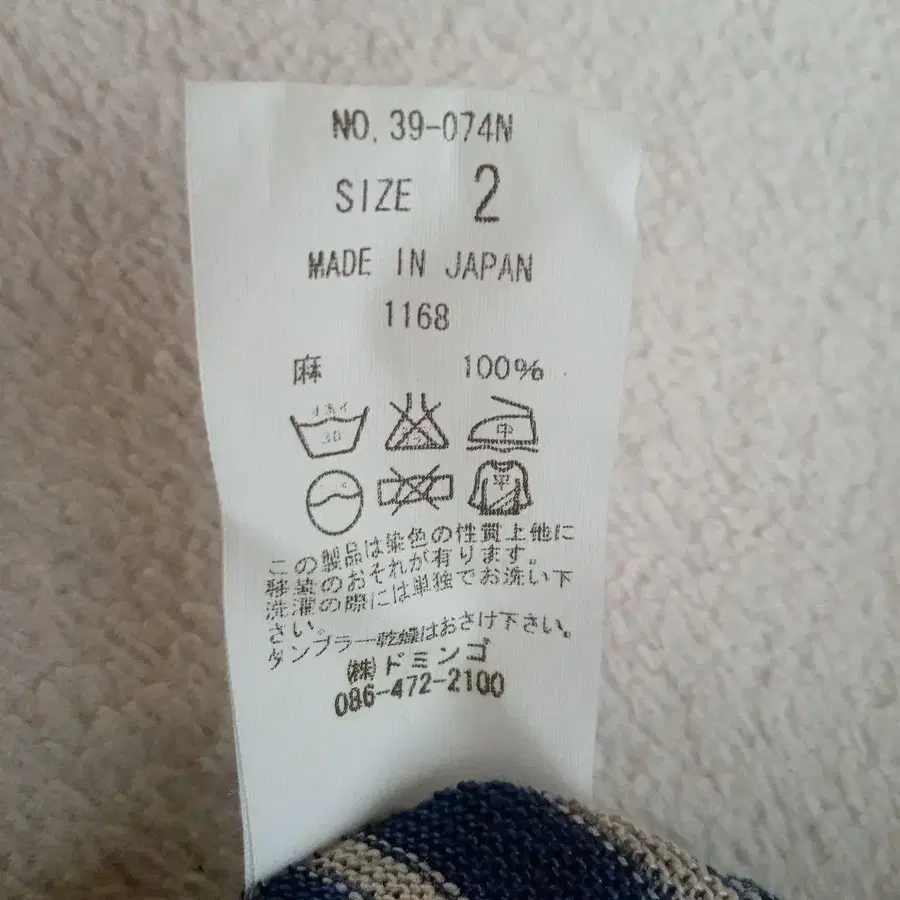 NO. 39-074N
SIZE 2
MADE IN JAPAN
1168
麻 100%
30
中
平
この製品は染色の性質上他に
移染のおそれが有ります。
洗濯の際には単独でお洗い下
さい。
タンブラー乾燥はおさけ下さい。
㈱ドミンゴ
086-472-2100